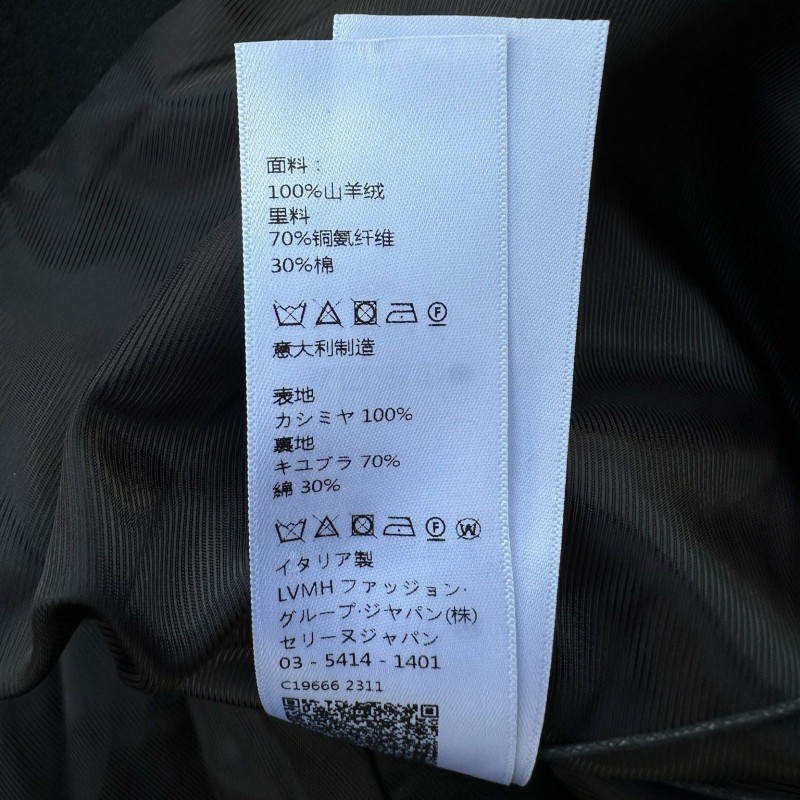 面料：
100%山羊绒
里料
70%铜氨纤维
30%棉
F
意大利制造
表地
カシミヤ 100%
裏地
キユブラ 70%
綿 30%
F W
イタリア製
LVMH ファッション·
グループ·ジャパン(株)
セリーヌジャパン
03 - 5414 - 1401
C19666 2311